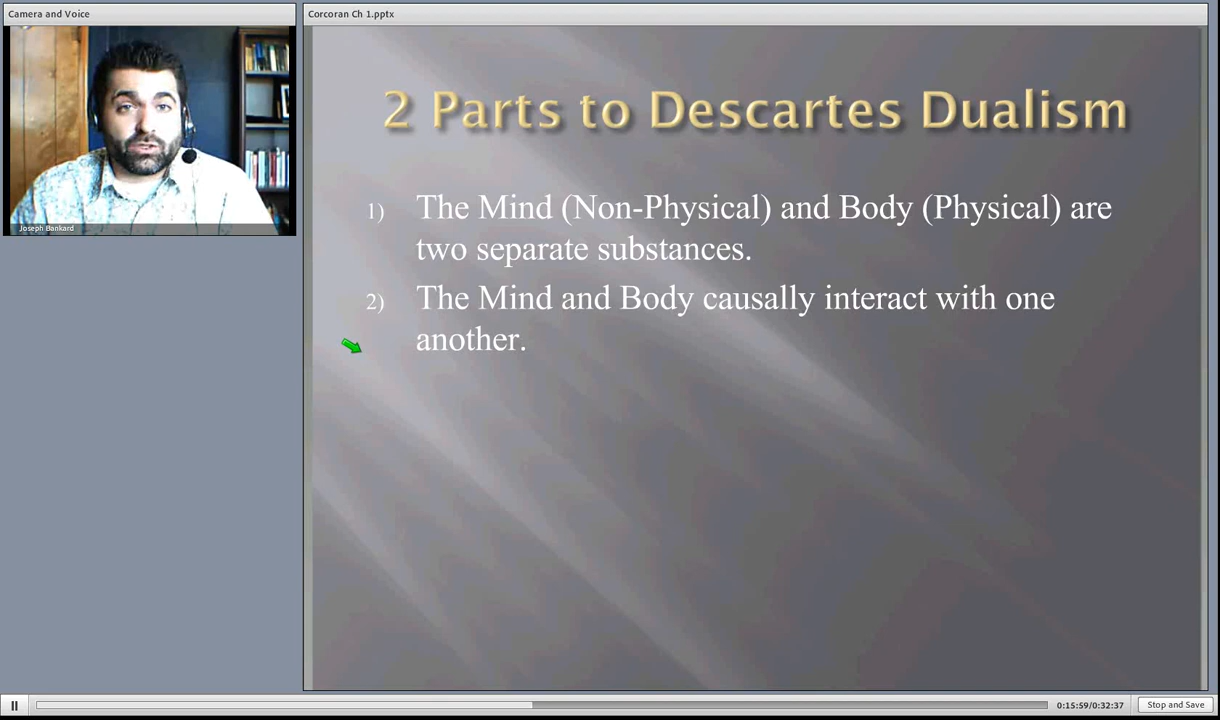 Camera and Voice
Joseph Bankard
Corcoran Ch 1.pptx
2 Parts to Descartes Dualism
1) The Mind (Non-Physical) and Body (Physical) are
two separate substances.
2) The Mind and Body causally interact with one
another.
0:15:59/0:32:37
Stop and Save